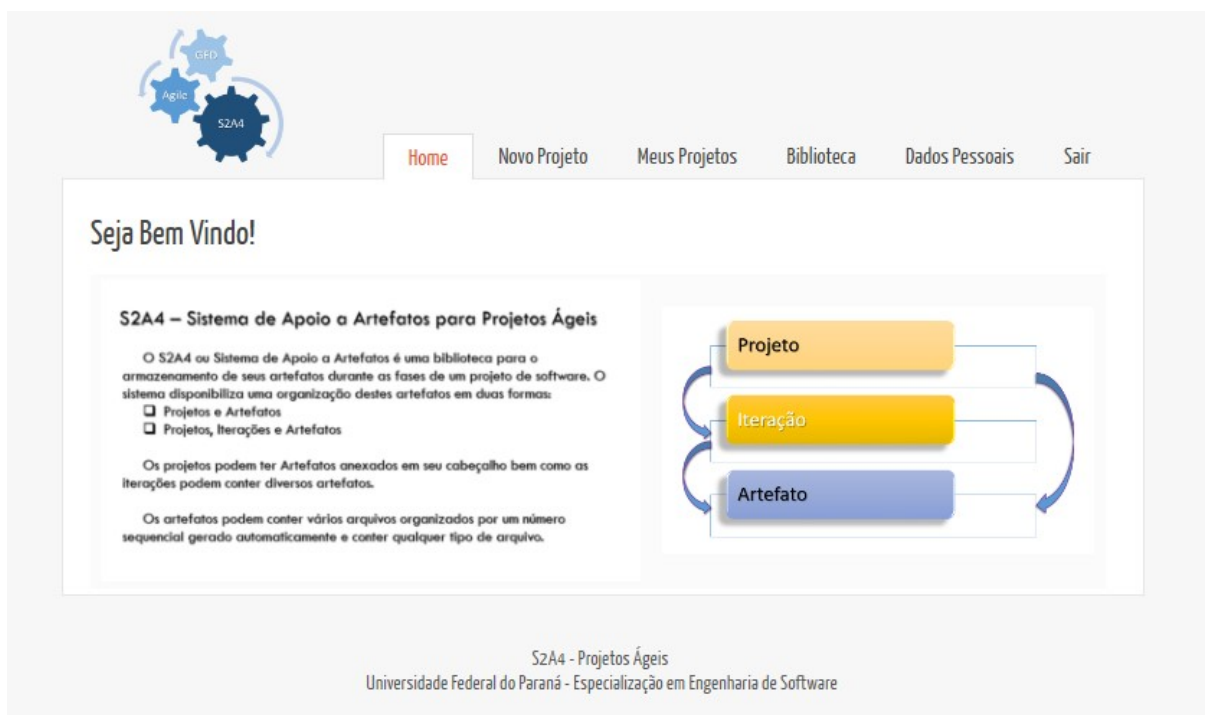 GED
Agile
S2A4
Home
Novo Projeto
Meus Projetos
Biblioteca
Dados Pessoais
Sair
Seja Bem Vindo!
S2A4 – Sistema de Apoio a Artefatos para Projetos Ágeis
O S2A4 ou Sistema de Apoio a Artefatos é uma biblioteca para o
armazenamento de seus artefatos durante as fases de um projeto de software. O
sistema disponibiliza uma organização destes artefatos em duas formas:
Projetos e Artefatos
Projetos, Iterações e Artefatos
Os projetos podem ter Artefatos anexados em seu cabeçalho bem como as
iterações podem conter diversos artefatos.
Os artefatos podem conter vários arquivos organizados por um número
sequencial gerado automaticamente e conter qualquer tipo de arquivo.
Projeto
Iteração
Artefato
S2A4 - Projetos Ágeis
Universidade Federal do Paraná - Especialização em Engenharia de Software